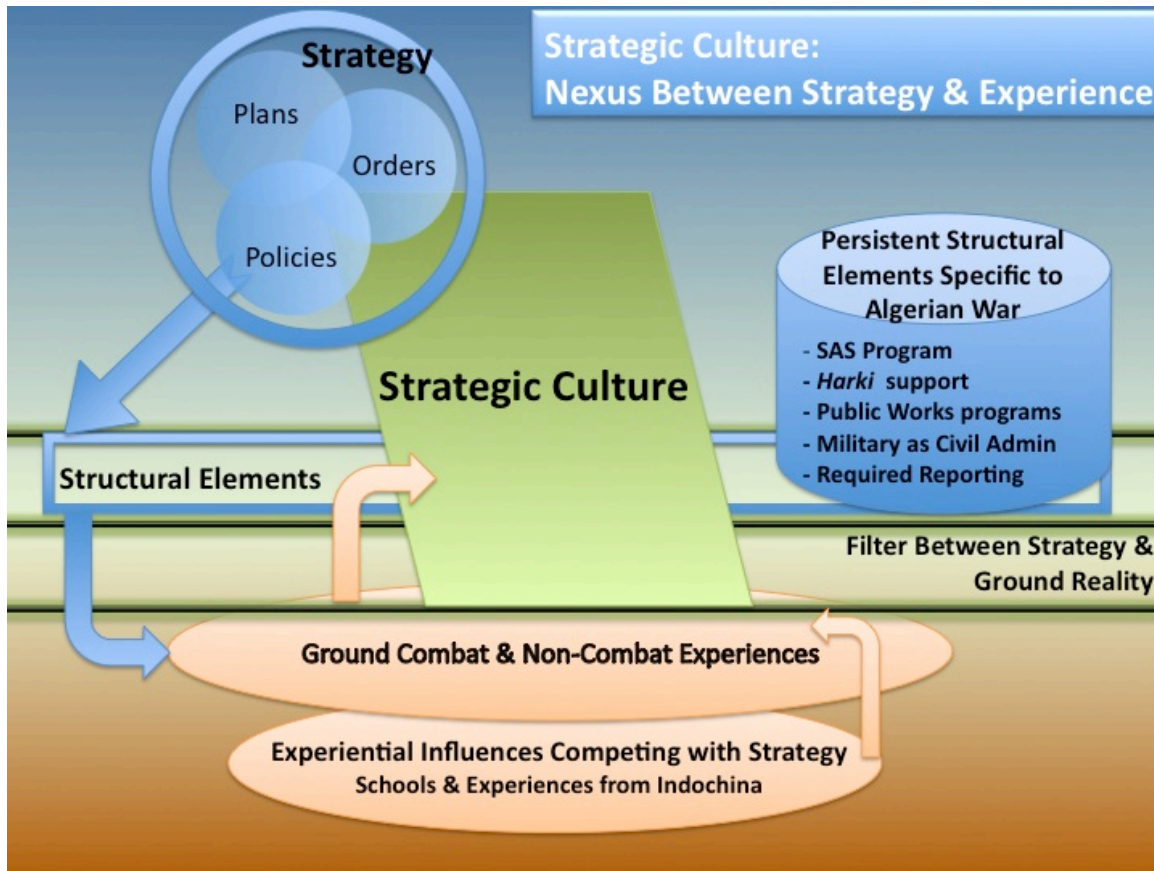 Strategic Culture:
Nexus Between Strategy & Experience
Strategy
Plans
Orders
Policies
Persistent Structural
Elements Specific to
Algerian War
- SAS Program
- Harki support
- Public Works programs
- Military as Civil Admin
- Required Reporting
Strategic Culture
Structural Elements
Filter Between Strategy &
Ground Reality
Ground Combat & Non-Combat Experiences
Experiential Influences Competing with Strategy
Schools & Experiences from Indochina